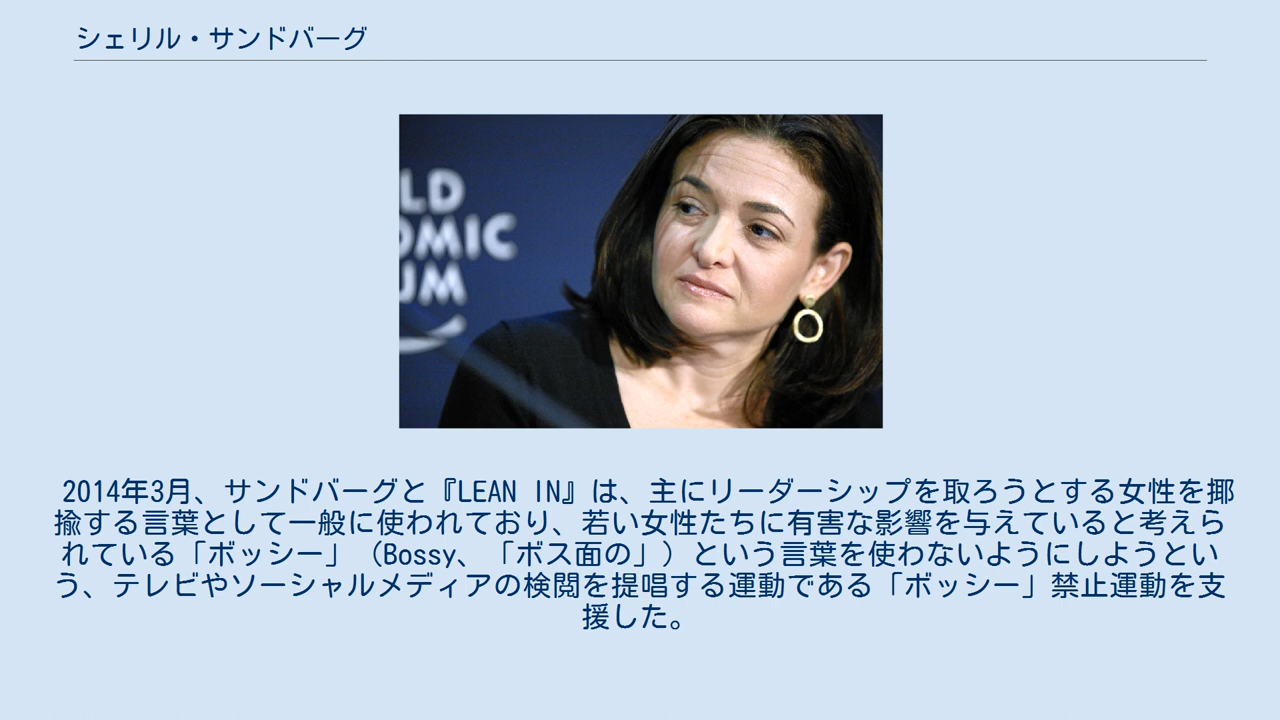 シェリル・サンドバーグ
LD
OMIC
UM
2014年3月、サンドバーグと『LEAN IN』は、主にリーダーシップを取ろうとする女性を揶
揄する言葉として一般に使われており、若い女性たちに有害な影響を与えていると考えら
れている「ボッシー」（Bossy、「ボス面の」）という言葉を使わないようにしようとい
う、テレビやソーシャルメディアの検閲を提唱する運動である「ボッシー」禁止運動を支
援した。